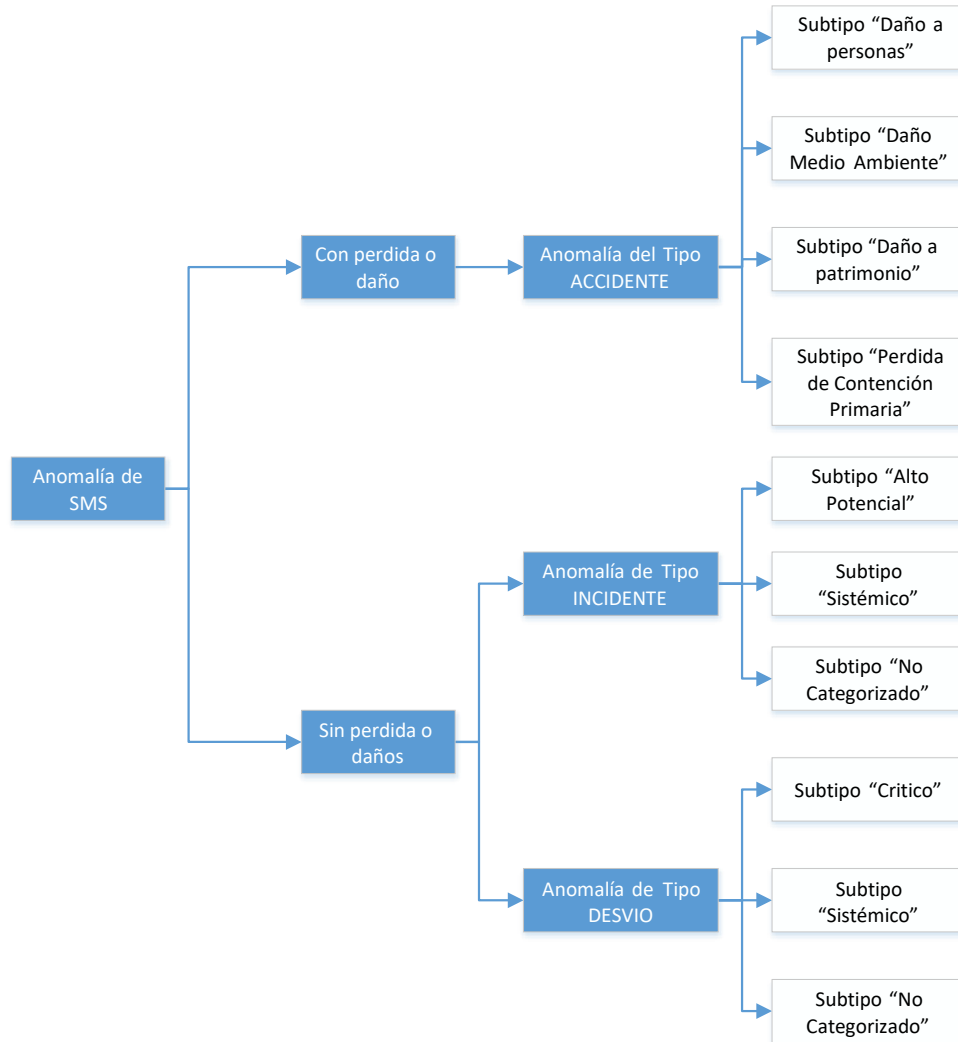 Subtipo “Daño a
personas”
Subtipo “Daño
Medio Ambiente”
Con perdida o
daño
Anomalía del Tipo
ACCIDENTE
Subtipo “Daño a
patrimonio”
Subtipo “Perdida
de Contención
Primaria”
Anomalía de
SMS
Subtipo “Alto
Potencial”
Anomalía de Tipo
INCIDENTE
Subtipo
“Sistémico”
Subtipo “No
Categorizado”
Sin perdida o
daños
Subtipo “Critico”
Anomalía de Tipo
DESVIO
Subtipo
“Sistémico”
Subtipo “No
Categorizado”